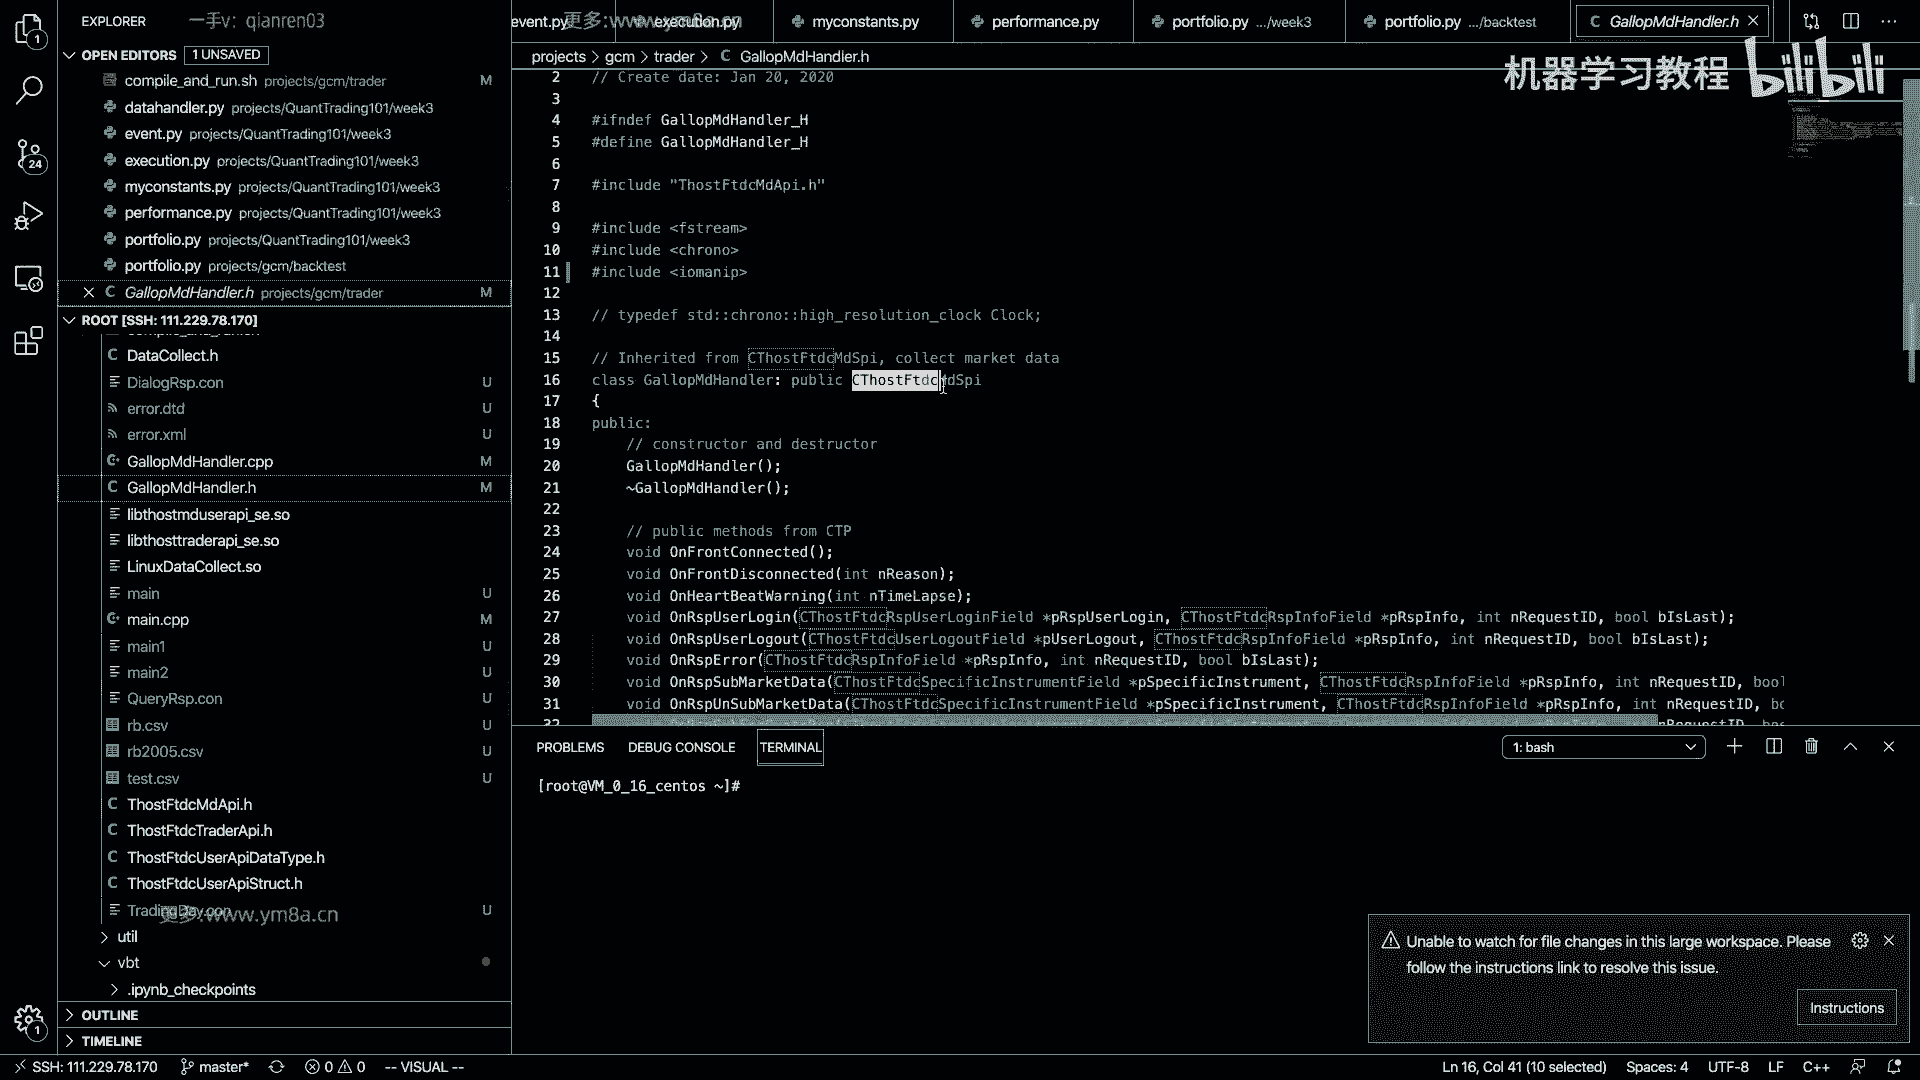 EXPLORER
一手v: qianren03
OPEN EDITORS 1 UNSAVED
compile_and_run.sh projects/gcm/trader M
datahandler.py projects/QuantTrading101/week3
event.py projects/QuantTrading101/week3
execution.py projects/QuantTrading101/week3
myconstants.py projects/QuantTrading101/week3
performance.py projects/QuantTrading101/week3
portfolio.py projects/QuantTrading101/week3
portfolio.py projects/gcm/backtest
GallopMdHandler.h projects/gcm/trader M
ROOT [SSH: 111.229.78.170]
DataCollect.h
DialogRsp.con U
error.dtd U
error.xml U
GallopMdHandler.cpp M
GallopMdHandler.h M
libthostmduserapi_se.so
libthosttraderapi_se.so
LinuxDataCollect.so
main U
main.cpp M
main1 U
main2 U
QueryRsp.con U
rb.csv U
rb2005.csv U
test.csv U
ThostFtdcMdApi.h
ThostFtdcTraderApi.h
ThostFtdcUserApiDataType.h
ThostFtdcUserApiStruct.h
TradingDay.con U
更多:www.ym8a.cn
util
vbt
.ipynb_checkpoints
OUTLINE
TIMELINE
event.py execution.py myconstants.py performance.py portfolio.py .../week3 portfolio.py .../backtest GallopMdHandler.h
更多:www.ym8a.cn
projects > gcm > trader > GallopMdHandler.h
机器学习教程 bilibili
2 // Create date: Jan 20, 2020
3
4 #ifndef GallopMdHandler_H
5 #define GallopMdHandler_H
6
7 #include "ThostFtdcMdApi.h"
8
9 #include <fstream>
10 #include <chrono>
11 #include <iomanip>
12
13 // typedef std::chrono::high_resolution_clock Clock;
14
15 // Inherited from CThostFtdcMdSpi, collect market data
16 class GallopMdHandler: public CThostFtdcMdSpi
17 {
18 public:
19 // constructor and destructor
20 GallopMdHandler();
21 ~GallopMdHandler();
22
23 // public methods from CTP
24 void OnFrontConnected();
25 void OnFrontDisconnected(int nReason);
26 void OnHeartBeatWarning(int nTimeLapse);
27 void OnRspUserLogin(CThostFtdcRspUserLoginField *pRspUserLogin, CThostFtdcRspInfoField *pRspInfo, int nRequestID, bool bIsLast);
28 void OnRspUserLogout(CThostFtdcUserLogoutField *pUserLogout, CThostFtdcRspInfoField *pRspInfo, int nRequestID, bool bIsLast);
29 void OnRspError(CThostFtdcRspInfoField *pRspInfo, int nRequestID, bool bIsLast);
30 void OnRspSubMarketData(CThostFtdcSpecificInstrumentField *pSpecificInstrument, CThostFtdcRspInfoField *pRspInfo, int nRequestID, bool
31 void OnRspUnSubMarketData(CThostFtdcSpecificInstrumentField *pSpecificInstrument, CThostFtdcRspInfoField *pRspInfo, int nRequestID, bo
PROBLEMS DEBUG CONSOLE TERMINAL 1: bash
[root@VM_0_16_centos ~]#
Unable to watch for file changes in this large workspace. Please
follow the instructions link to resolve this issue.
Instructions
SSH: 111.229.78.170 master* 0 0 -- VISUAL -- Ln 16, Col 41 (10 selected) Spaces: 4 UTF-8 LF C++